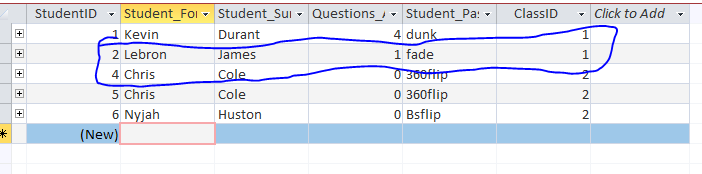 StudentID Student_For Student_Sur Questions_A Student_Pas ClassID Click to Add
1 Kevin Durant 4 dunk 1
2 Lebron James 1 fade 1
4 Chris Cole 0 360flip 2
5 Chris Cole 0 360flip 2
6 Nyjah Huston 0 Bsflip 2
(New)